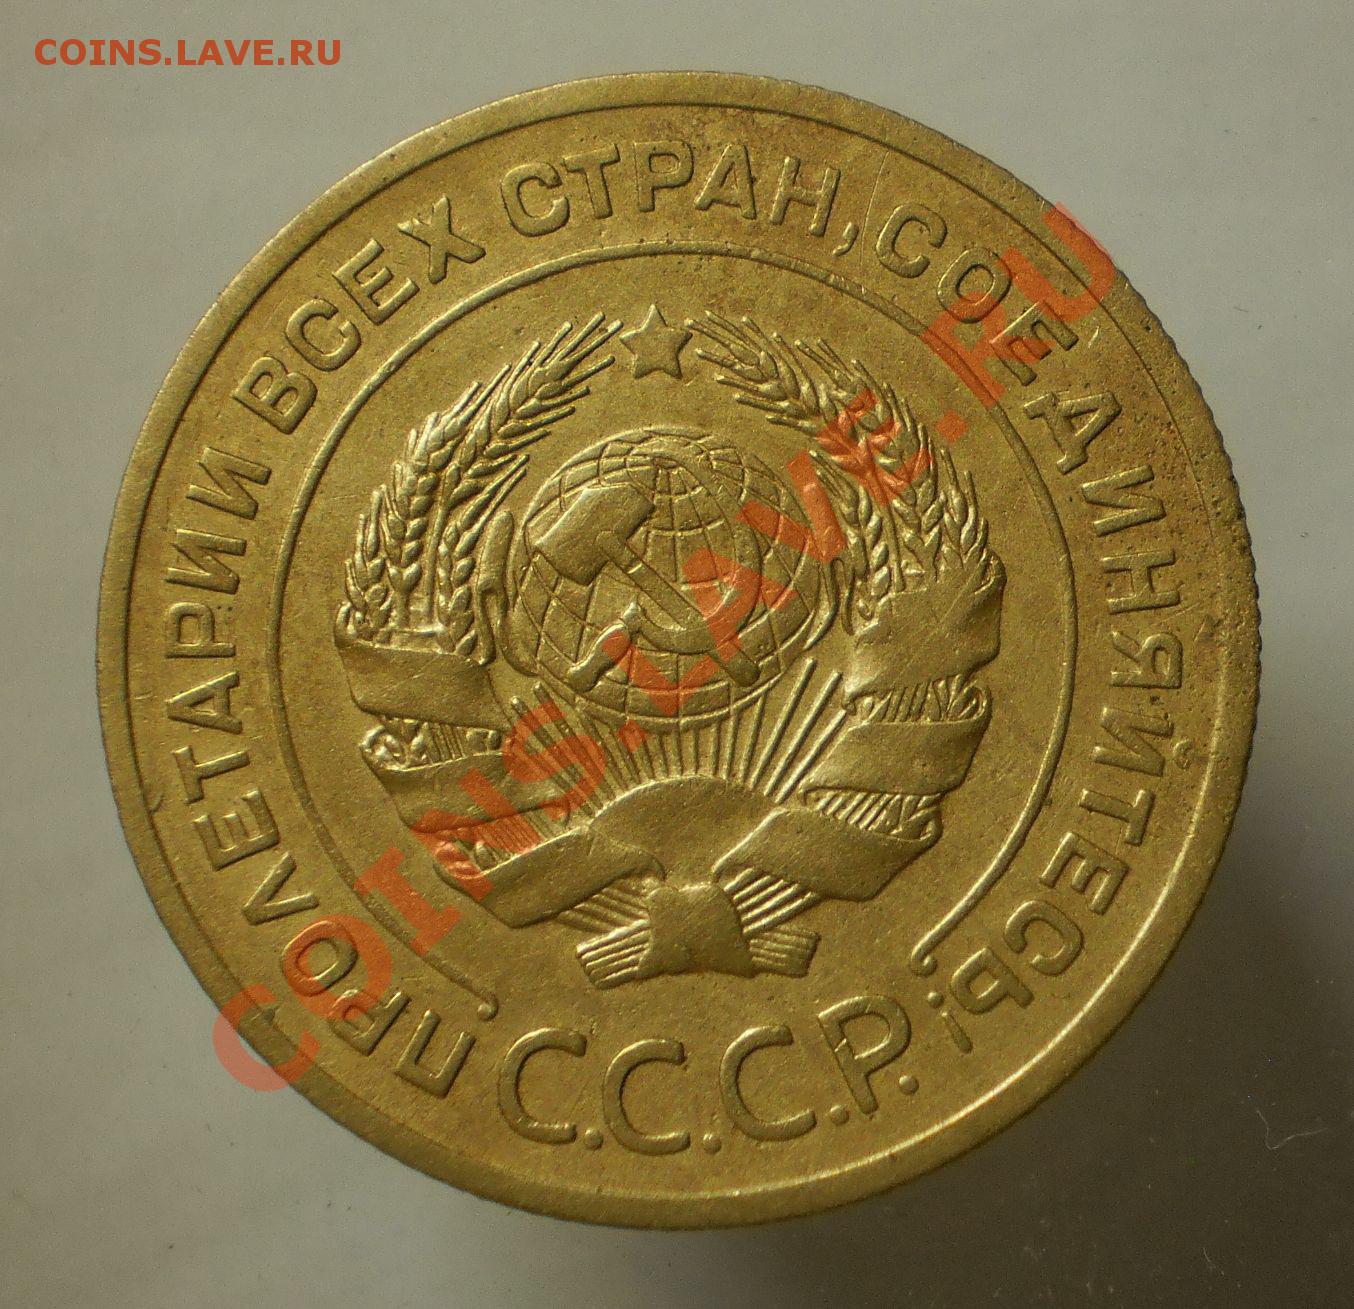 COINS.LAVE.RU
ПРОЛЕТАРИИ ВСЕХ СТРАН, СОЕДИНЯЙТЕСЬ!
С.С.С.Р.
COINS.LAVE.RU